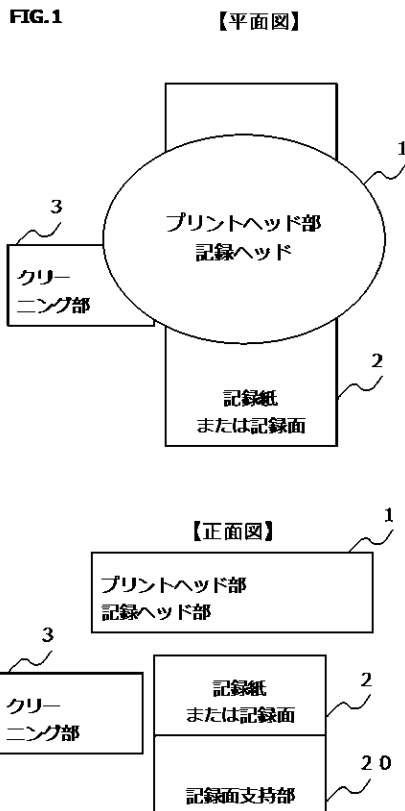 FIG.1
【平面図】
1
プリントヘッド部
記録ヘッド
3
クリー
ニング部
2
記録紙
または記録面
【正面図】
1
プリントヘッド部
記録ヘッド部
3
クリー
ニング部
記録紙
または記録面
2
記録面支持部
２０